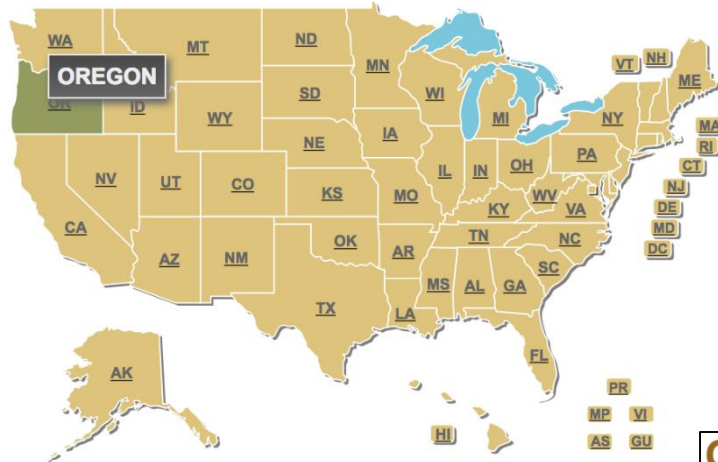 WA
MT
ND
MN
VT
NH
ME
OREGON
OR
ID
SD
WI
MI
NY
WY
MA
RI
IA
NE
PA
CT
NV
UT
CO
IL
IN
OH
NJ
KS
MO
WV
VA
DE
CA
KY
MD
DC
OK
TN
NC
AZ
NM
AR
SC
MS
AL
GA
TX
LA
FL
AK
PR
HI
MP
VI
AS
GU